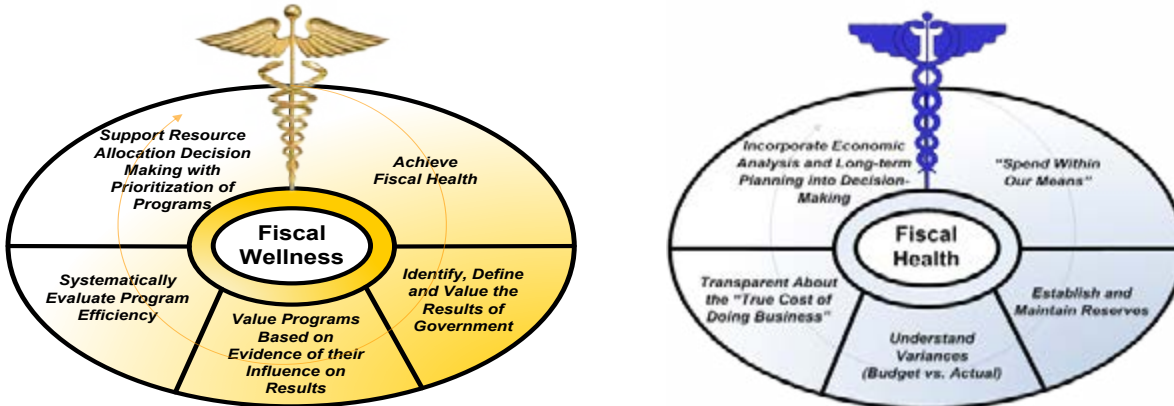 Support Resource
Allocation Decision
Making with
Prioritization of
Programs
Achieve
Fiscal Health
Fiscal
Wellness
Systematically
Evaluate Program
Efficiency
Value Programs
Based on
Evidence of their
Influence on
Results
Identify, Define
and Value the
Results of
Government
Incorporate Economic
Analysis and Long-term
Planning into Decision-
Making
"Spend Within
Our Means"
Fiscal
Health
Transparent About
the "True Cost of
Doing Business"
Understand
Variances
(Budget vs. Actual)
Establish and
Maintain Reserves